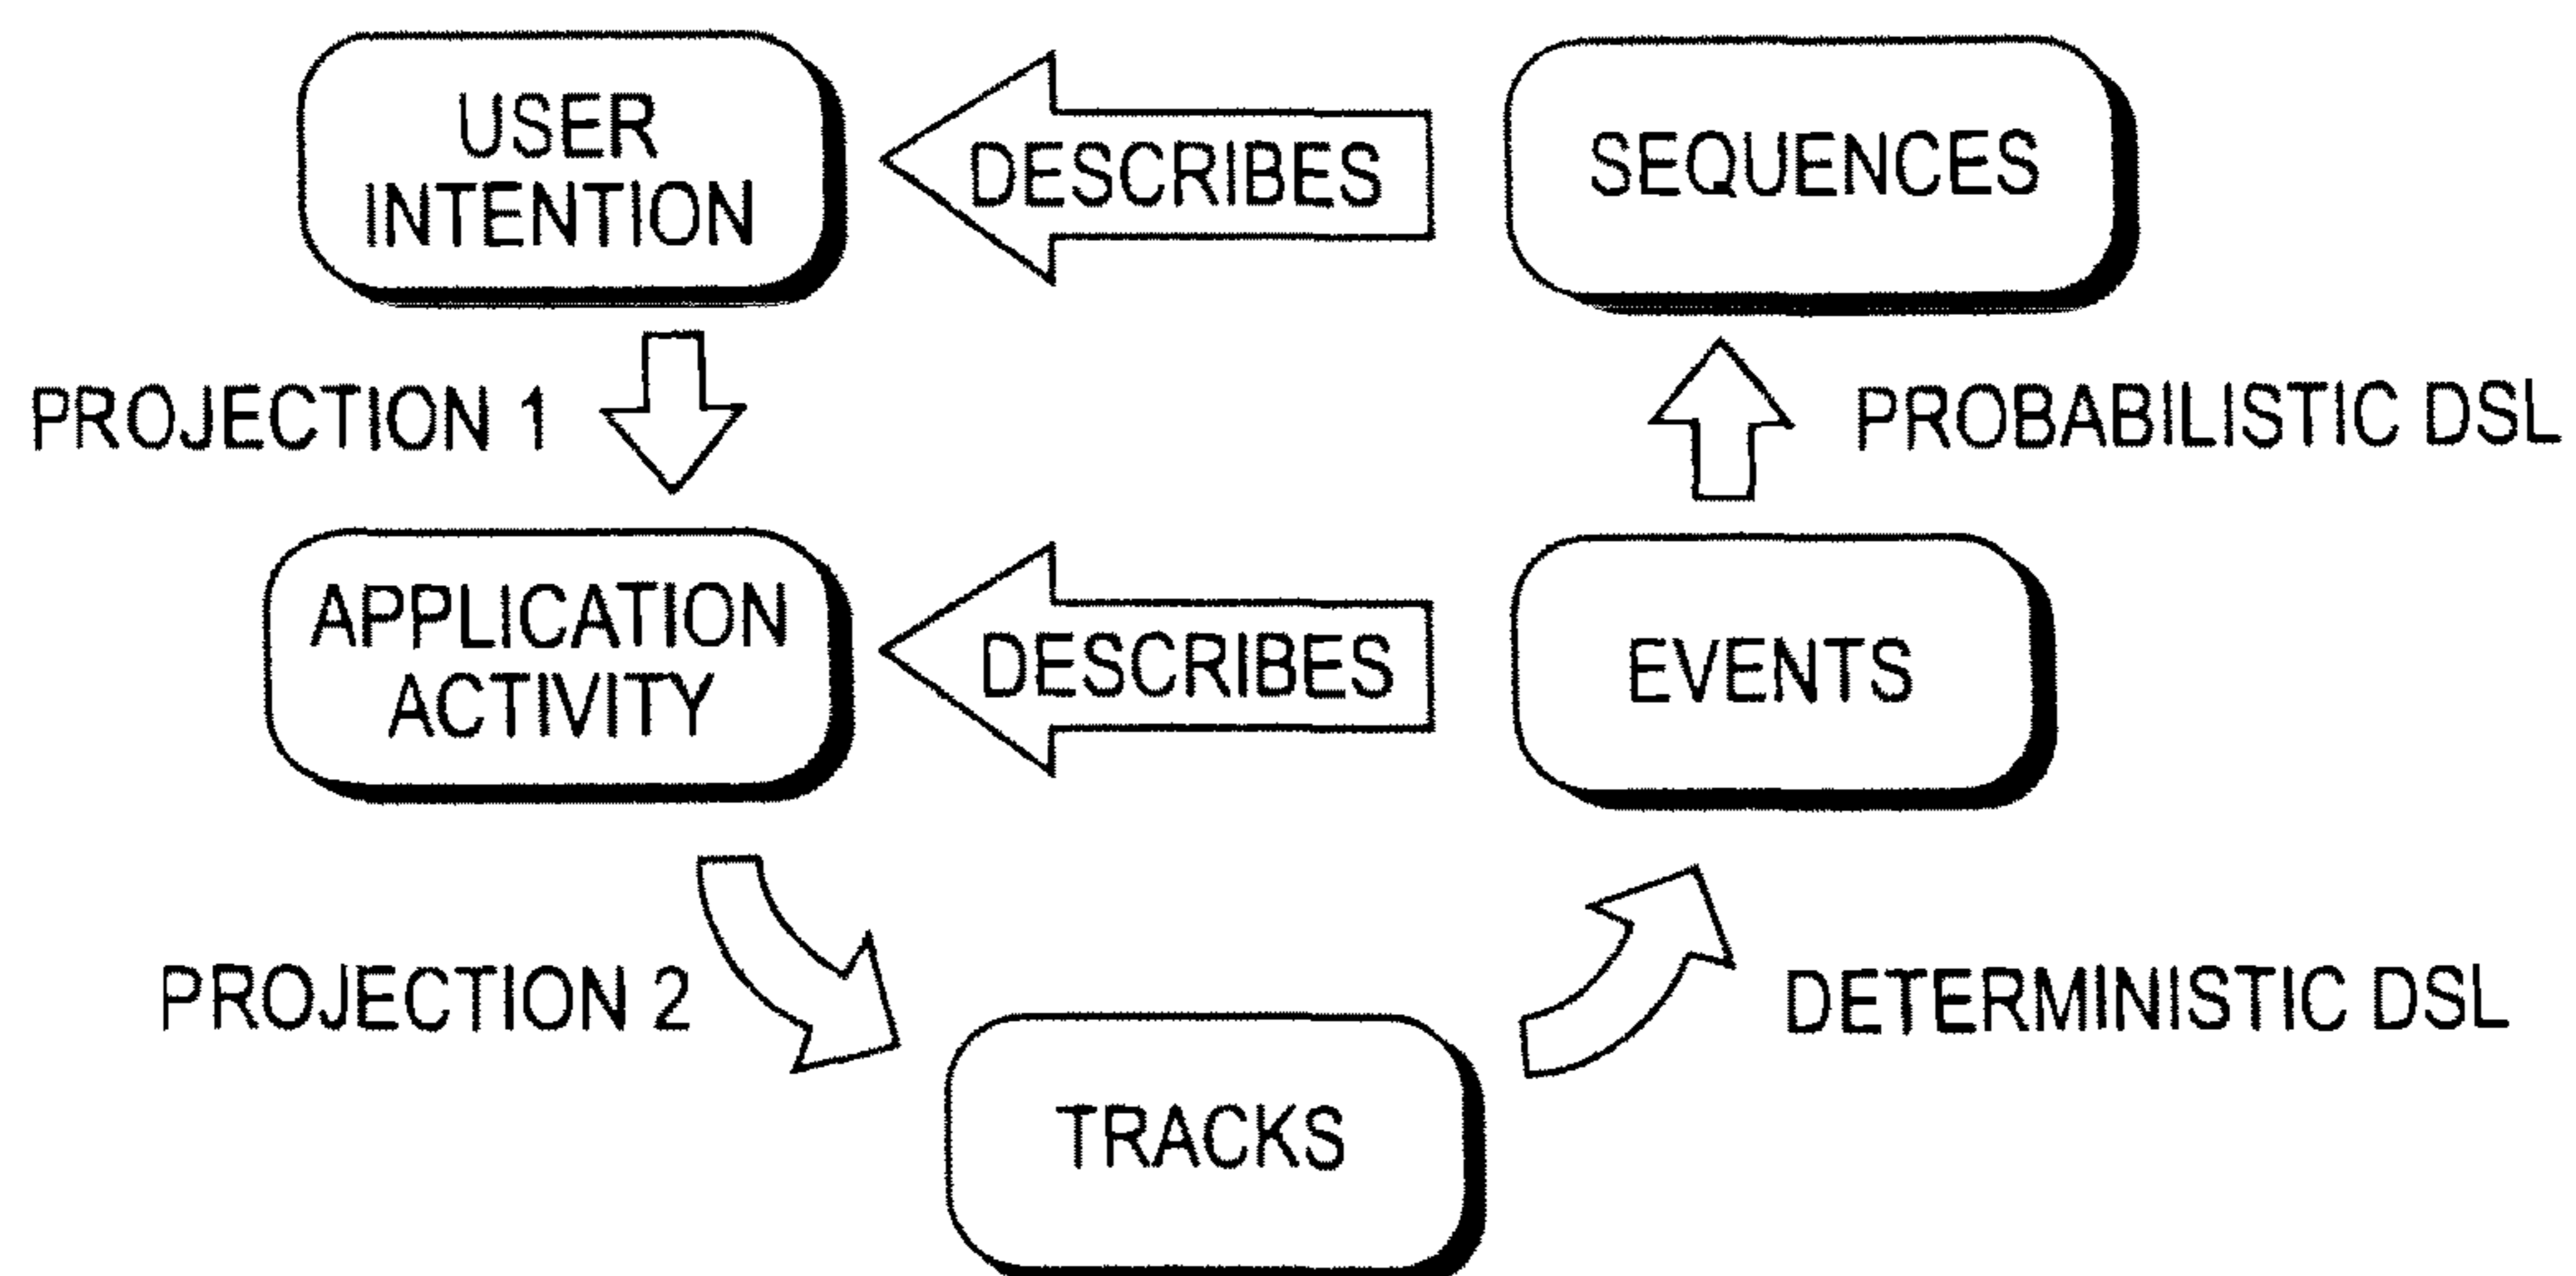 USER
INTENTION
DESCRIBES
SEQUENCES
PROJECTION 1
PROBABILISTIC DSL
APPLICATION
ACTIVITY
DESCRIBES
EVENTS
PROJECTION 2
DETERMINISTIC DSL
TRACKS